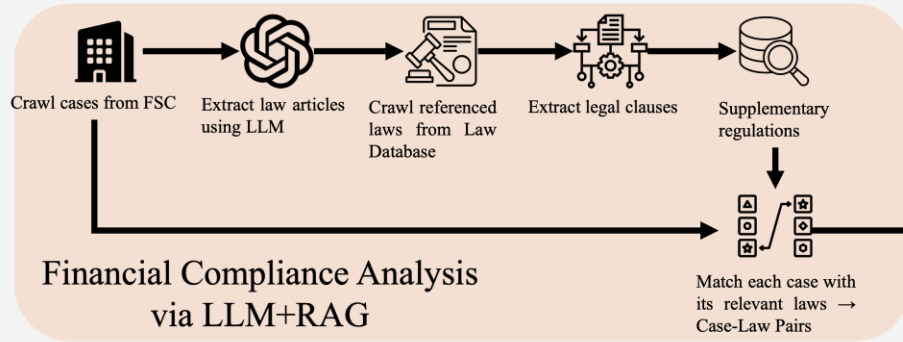 Crawl cases from FSC
Extract law articles
using LLM
Crawl referenced
laws from Law
Database
Extract legal clauses
Supplementary
regulations
Financial Compliance Analysis
via LLM+RAG
Match each case with
its relevant laws →
Case-Law Pairs